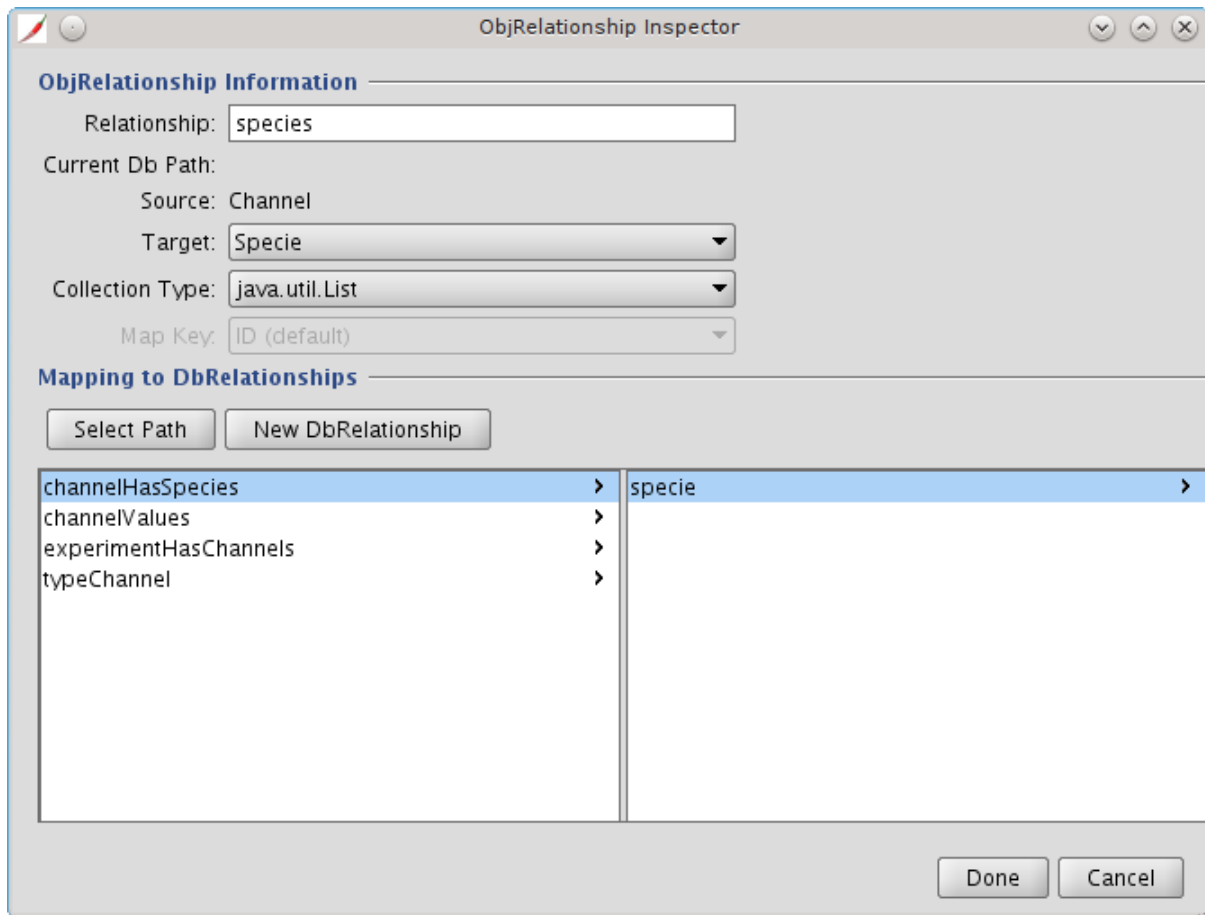 ObjRelationship Inspector
ObjRelationship Information
Relationship: species
Current Db Path:
Source: Channel
Target: Specie
Collection Type: java.util.List
Map Key: ID (default)
Mapping to DbRelationships
Select Path New DbRelationship
channelHasSpecies specie
channelValues
experimentHasChannels
typeChannel
Done Cancel